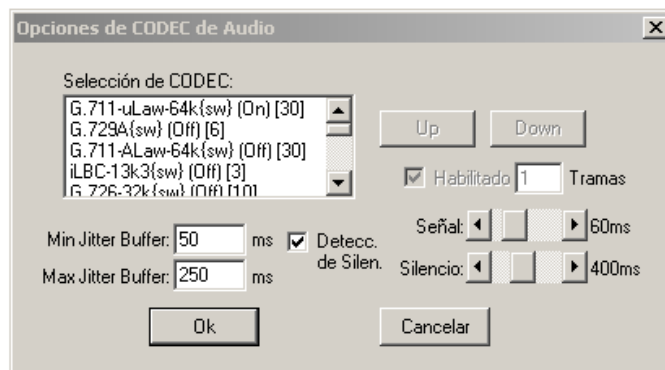 Opciones de CODEC de Audio
Selección de CODEC:
G.711-uLaw-64k{sw} (On) [30]
G.729A{sw} (Off) [6]
G.711-ALaw-64k{sw} (Off) [30]
iLBC-13k3{sw} (Off) [3]
G.726-32k{sw} (Off) [10]
Up
Down
Habilitado
1
Tramas
Min Jitter Buffer:
50
ms
Detecc.
de Silen.
Max Jitter Buffer:
250
ms
Señal:
60ms
Silencio:
400ms
Ok
Cancelar